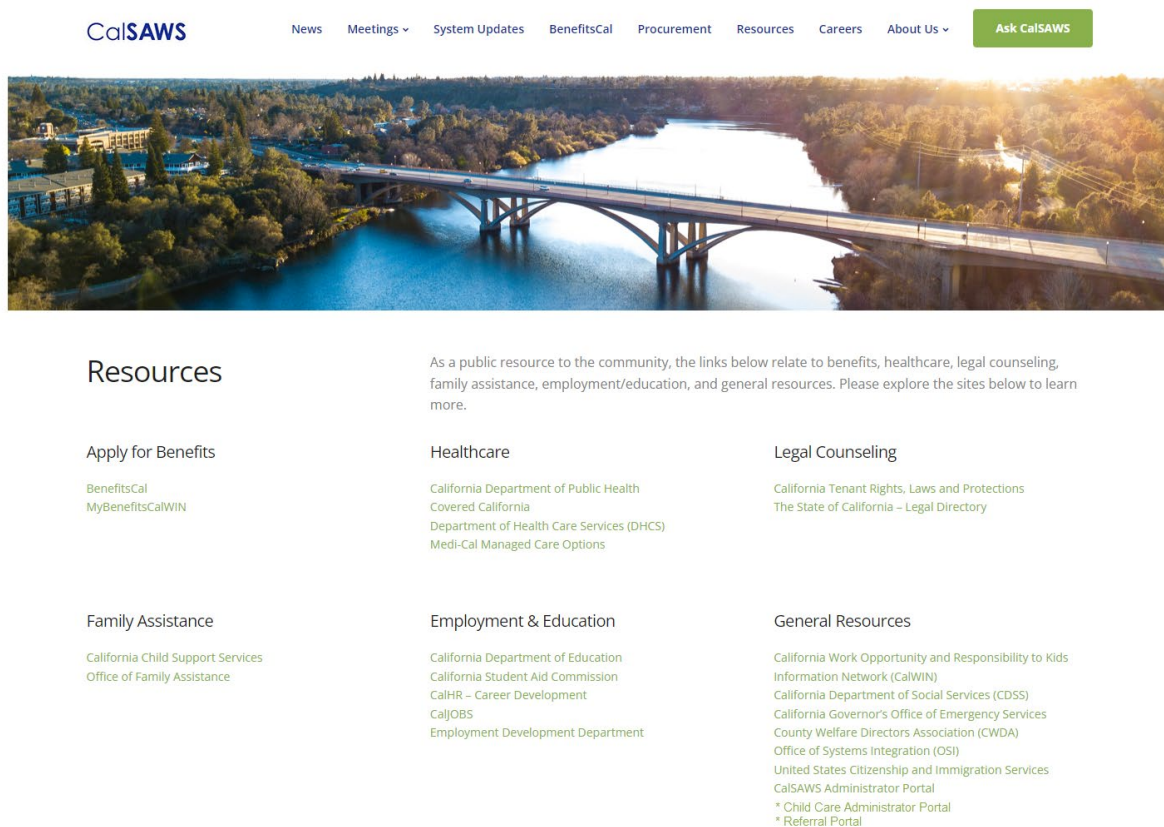 CalSAWS
News
Meetings
System Updates
BenefitsCal
Procurement
Resources
Careers
About Us
Ask CalSAWS
Resources
As a public resource to the community, the links below relate to benefits, healthcare, legal counseling,
family assistance, employment/education, and general resources. Please explore the sites below to learn
more.
Apply for Benefits
BenefitsCal
MyBenefitsCalWIN
Healthcare
California Department of Public Health
Covered California
Department of Health Care Services (DHCS)
Medi-Cal Managed Care Options
Legal Counseling
California Tenant Rights, Laws and Protections
The State of California – Legal Directory
Family Assistance
California Child Support Services
Office of Family Assistance
Employment & Education
California Department of Education
California Student Aid Commission
CalHR – Career Development
CalJOBS
Employment Development Department
General Resources
California Work Opportunity and Responsibility to Kids
Information Network (CalWIN)
California Department of Social Services (CDSS)
California Governor's Office of Emergency Services
County Welfare Directors Association (CWDA)
Office of Systems Integration (OSI)
United States Citizenship and Immigration Services
CalSAWS Administrator Portal
* Child Care Administrator Portal
* Referral Portal